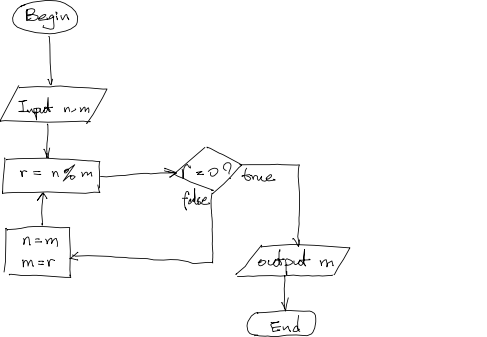 Begin
Input n, m
r = n % m
r = 0?
true
false
n = m
m = r
output m
End